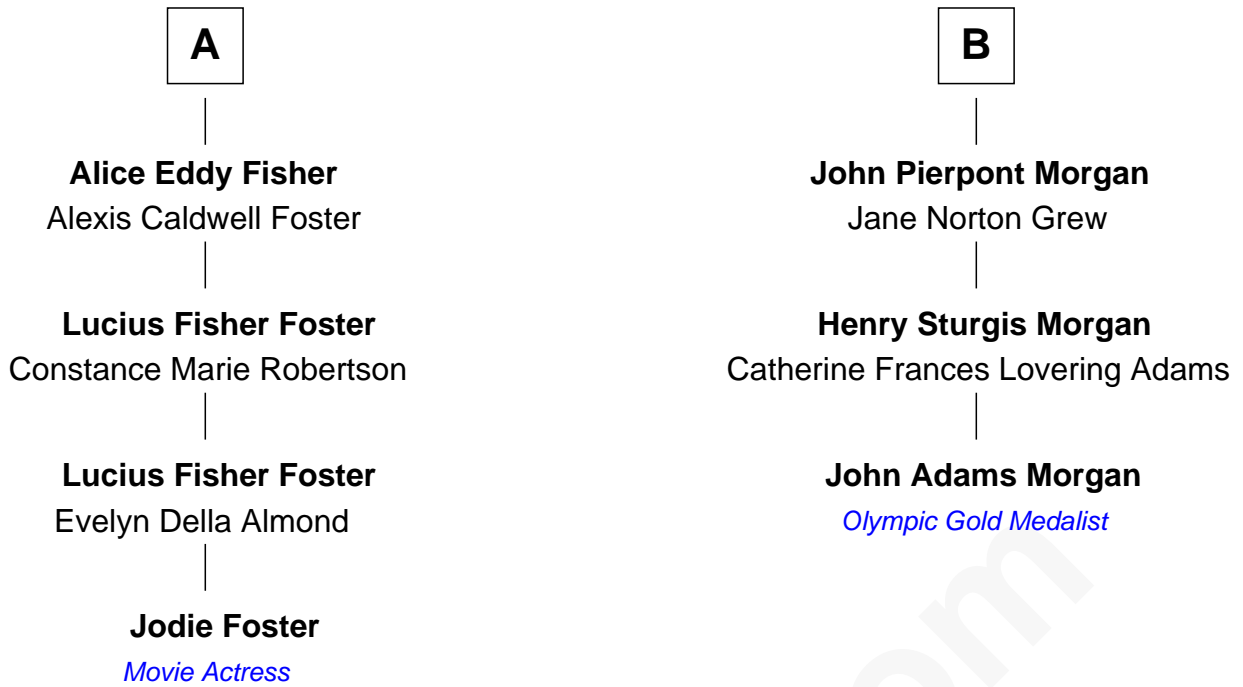 A
Alice Eddy Fisher
Alexis Caldwell Foster
Lucius Fisher Foster
Constance Marie Robertson
Lucius Fisher Foster
Evelyn Della Almond
Jodie Foster
Movie Actress
B
John Pierpont Morgan
Jane Norton Grew
Henry Sturgis Morgan
Catherine Frances Lovering Adams
John Adams Morgan
Olympic Gold Medalist
om